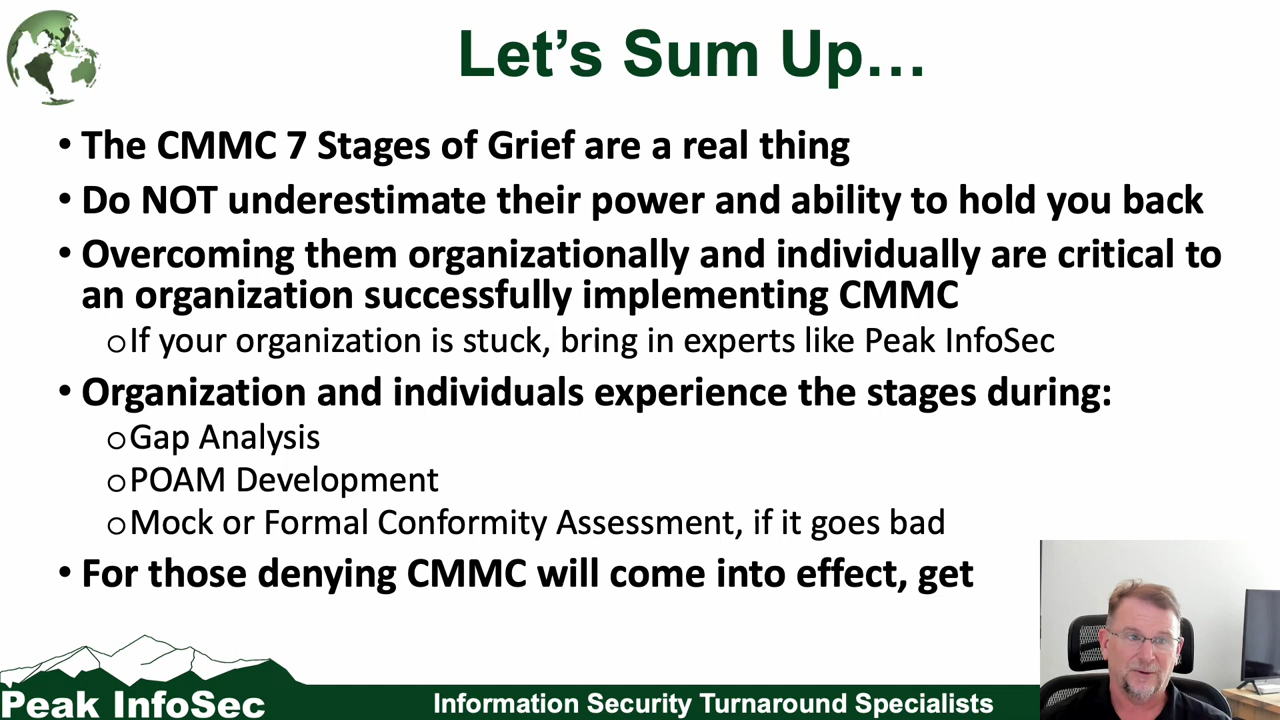 Let's Sum Up…
• The CMMC 7 Stages of Grief are a real thing
• Do NOT underestimate their power and ability to hold you back
• Overcoming them organizationally and individually are critical to
an organization successfully implementing CMMC
o If your organization is stuck, bring in experts like Peak InfoSec
• Organization and individuals experience the stages during:
o Gap Analysis
o POAM Development
o Mock or Formal Conformity Assessment, if it goes bad
• For those denying CMMC will come into effect, get
Peak InfoSec
Information Security Turnaround Specialists